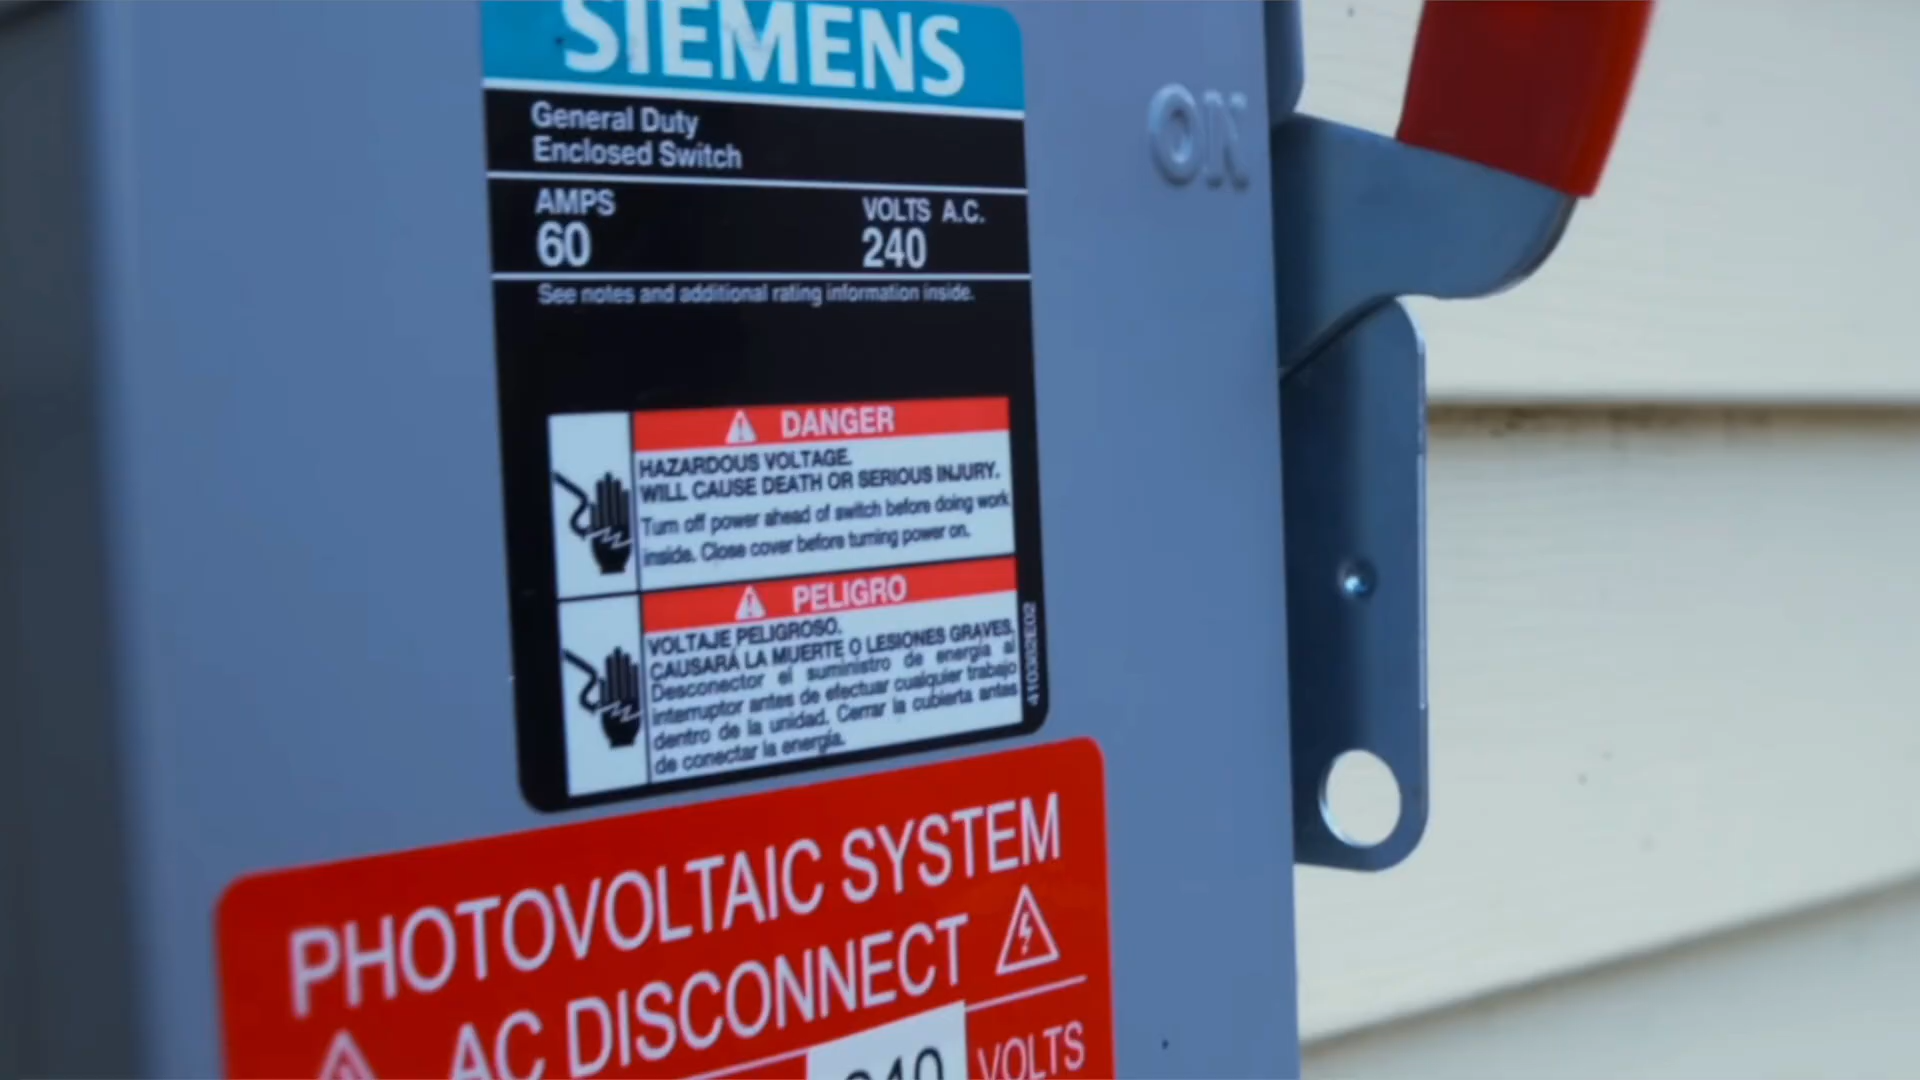 SIEMENS
ON
General Duty
Enclosed Switch
AMPS
60
VOLTS A.C.
240
See notes and additional rating information inside.
DANGER
HAZARDOUS VOLTAGE.
WILL CAUSE DEATH OR SERIOUS INJURY.
Turn off power ahead of switch before doing work
inside. Close cover before turning power on.
PELIGRO
VOLTAJE PELIGROSO.
CAUSARÁ LA MUERTE O LESIONES GRAVES.
Desconector el suministro de energía al
interruptor antes de efectuar cualquier trabajo
dentro de la unidad. Cerrar la cubierta antes
de conectar la energía.
PHOTOVOLTAIC SYSTEM
AC DISCONNECT
240 VOLTS